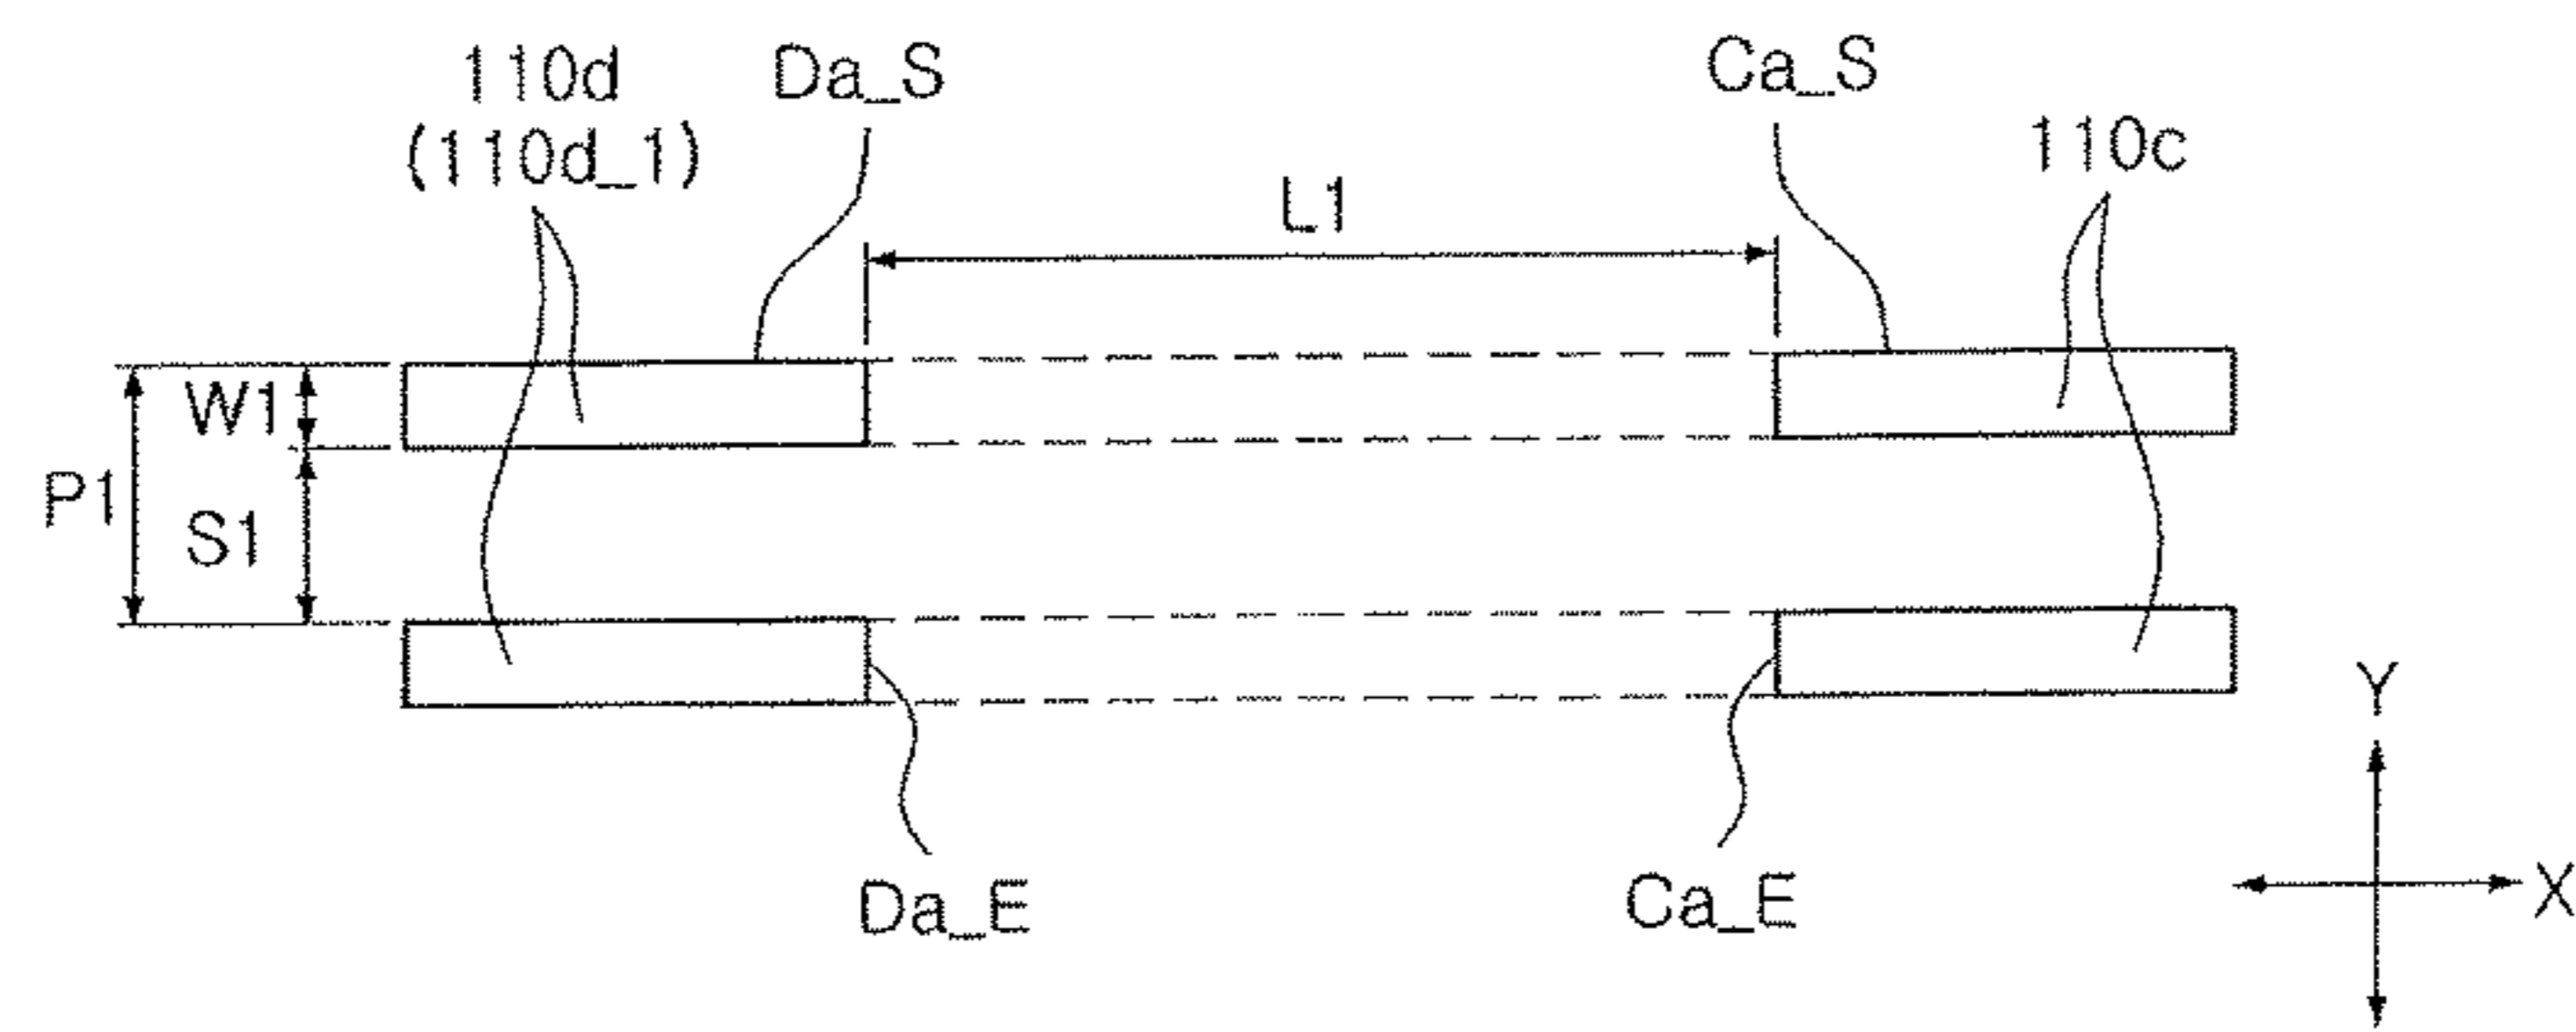 110d
(110d_1)
Da_S
Ca_S
110c
L1
W1
P1
S1
Y
X
Da_E
Ca_E